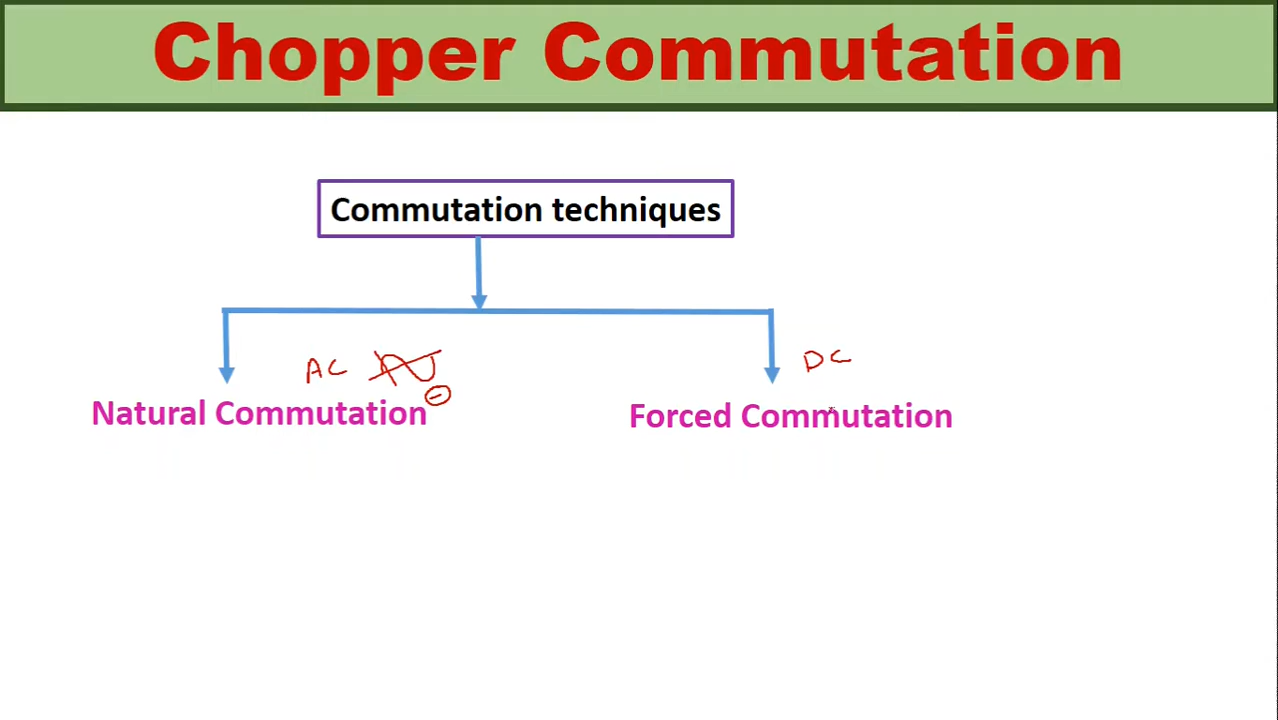 Chopper Commutation
Commutation techniques
AC
DC
-
Natural Commutation
Forced Commutation